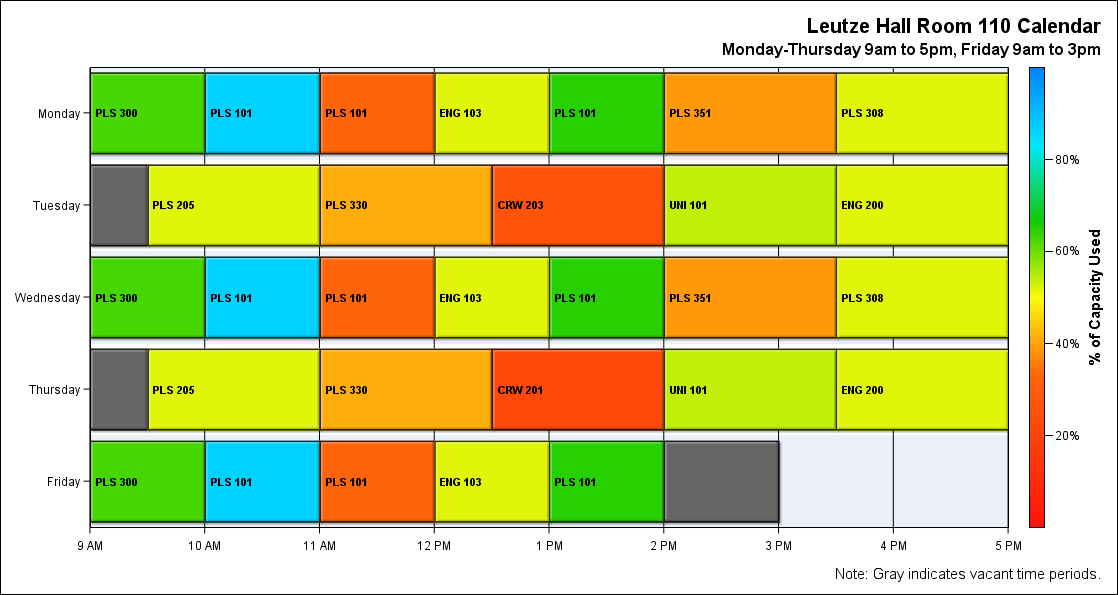 Leutze Hall Room 110 Calendar
Monday-Thursday 9am to 5pm, Friday 9am to 3pm
Monday
PLS 300
PLS 101
PLS 101
ENG 103
PLS 101
PLS 351
PLS 308
Tuesday
PLS 205
PLS 330
CRW 203
UNI 101
ENG 200
Wednesday
PLS 300
PLS 101
PLS 101
ENG 103
PLS 101
PLS 351
PLS 308
Thursday
PLS 205
PLS 330
CRW 201
UNI 101
ENG 200
Friday
PLS 300
PLS 101
PLS 101
ENG 103
PLS 101
9 AM
10 AM
11 AM
12 PM
1 PM
2 PM
3 PM
4 PM
5 PM
80%
60%
40%
20%
% of Capacity Used
Note: Gray indicates vacant time periods.